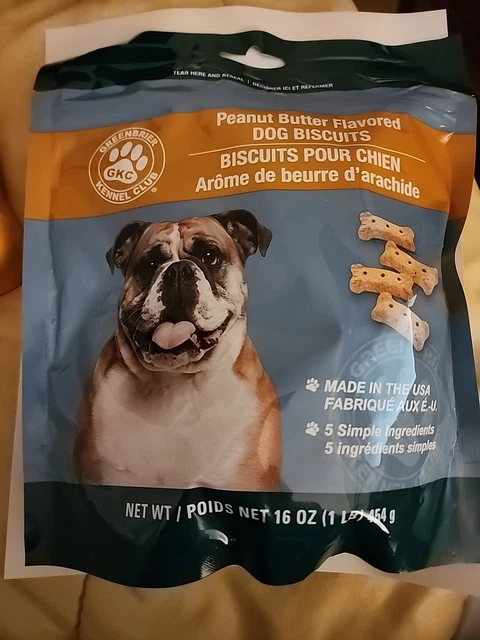 TEAR HERE AND RESEAL | DÉCHIRER ICI ET REFERMER
GREENBRIER
GKC
KENNEL CLUB®
Peanut Butter Flavored
DOG BISCUITS
BISCUITS POUR CHIEN
Arôme de beurre d'arachide
MADE IN THE USA
FABRIQUÉ AUX É.-U.
5 Simple Ingredients
5 ingrédients simples
NET WT / POIDS NET 16 OZ (1 LB) 454 g